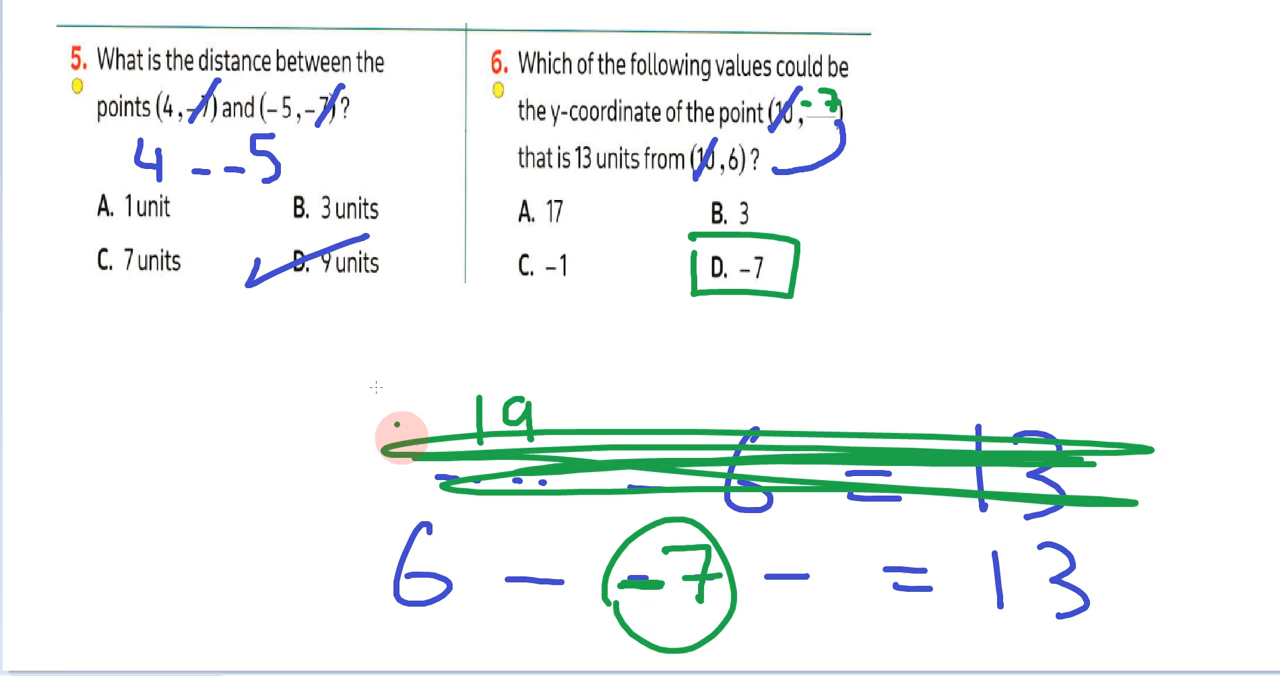 5. What is the distance between the
points (4, -7) and (-5, -7)?
4 - -5
A. 1 unit B. 3 units
C. 7 units D. 9 units
6. Which of the following values could be
the y-coordinate of the point (10, -7)
that is 13 units from (10, 6)?
A. 17 B. 3
C. -1 D. -7
19
- 6 = 13
6 - -7 - = 13